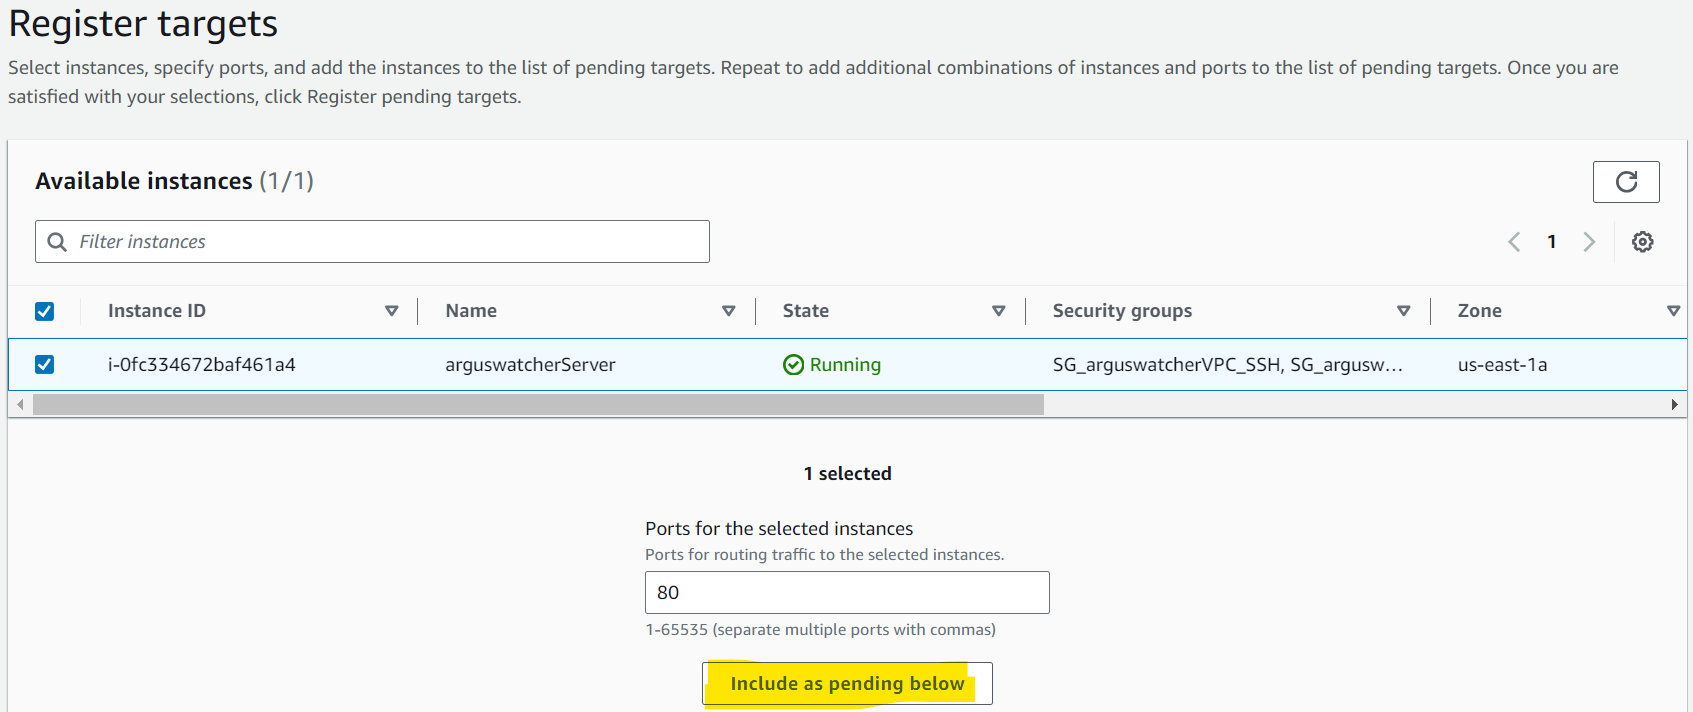 Register targets
Select instances, specify ports, and add the instances to the list of pending targets. Repeat to add additional combinations of instances and ports to the list of pending targets. Once you are
satisfied with your selections, click Register pending targets.
Available instances (1/1)
Filter instances
1
Instance ID Name State Security groups Zone
i-0fc334672baf461a4 arguswatcherServer Running SG_arguswatcherVPC_SSH, SG_argusw... us-east-1a
1 selected
Ports for the selected instances
Ports for routing traffic to the selected instances.
80
1-65535 (separate multiple ports with commas)
Include as pending below